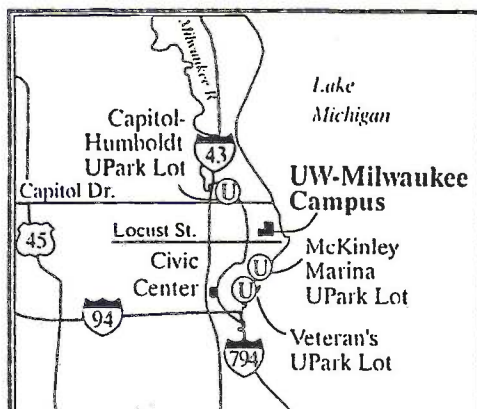 Milwaukee R.
Lake
Michigan
Capitol-
Humboldt
UPark Lot
43
U
UW-Milwaukee
Campus
Capitol Dr.
Locust St.
45
Civic
Center
U
McKinley
Marina
UPark Lot
U
94
Veteran's
UPark Lot
794